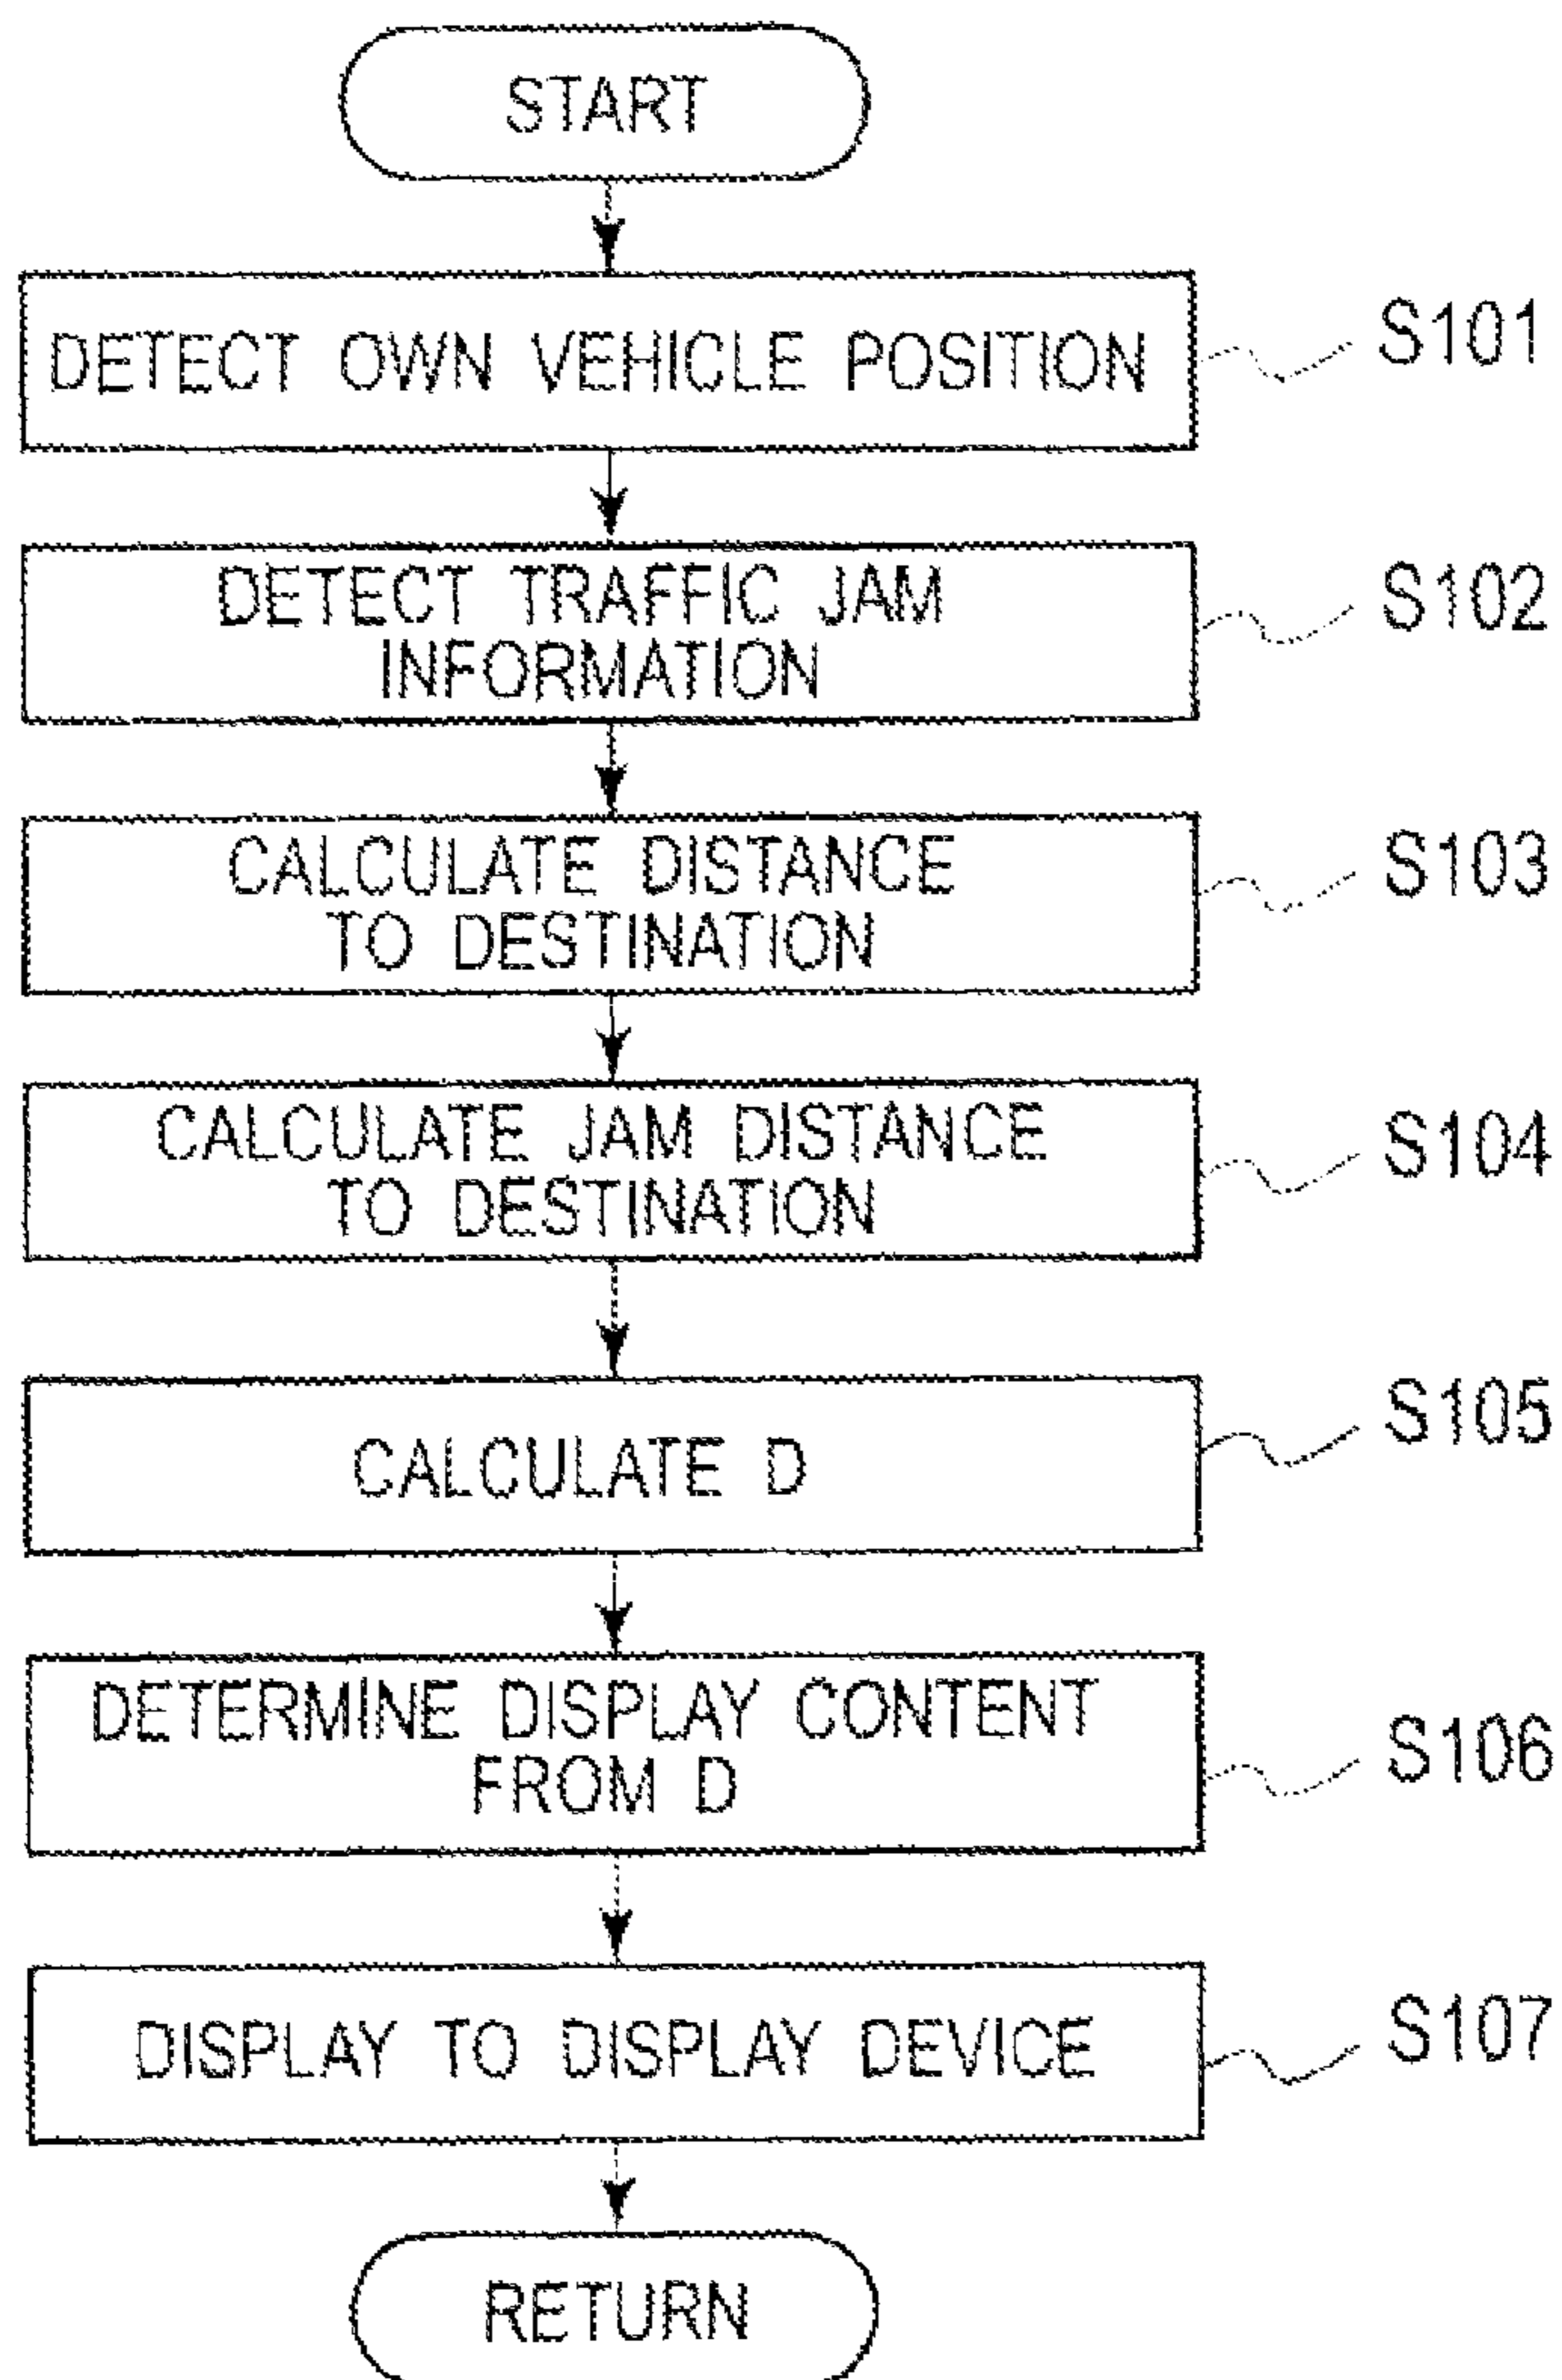 START
DETECT OWN VEHICLE POSITION
S101
DETECT TRAFFIC JAM
INFORMATION
S102
CALCULATE DISTANCE
TO DESTINATION
S103
CALCULATE JAM DISTANCE
TO DESTINATION
S104
CALCULATE D
S105
DETERMINE DISPLAY CONTENT
FROM D
S106
DISPLAY TO DISPLAY DEVICE
S107
RETURN